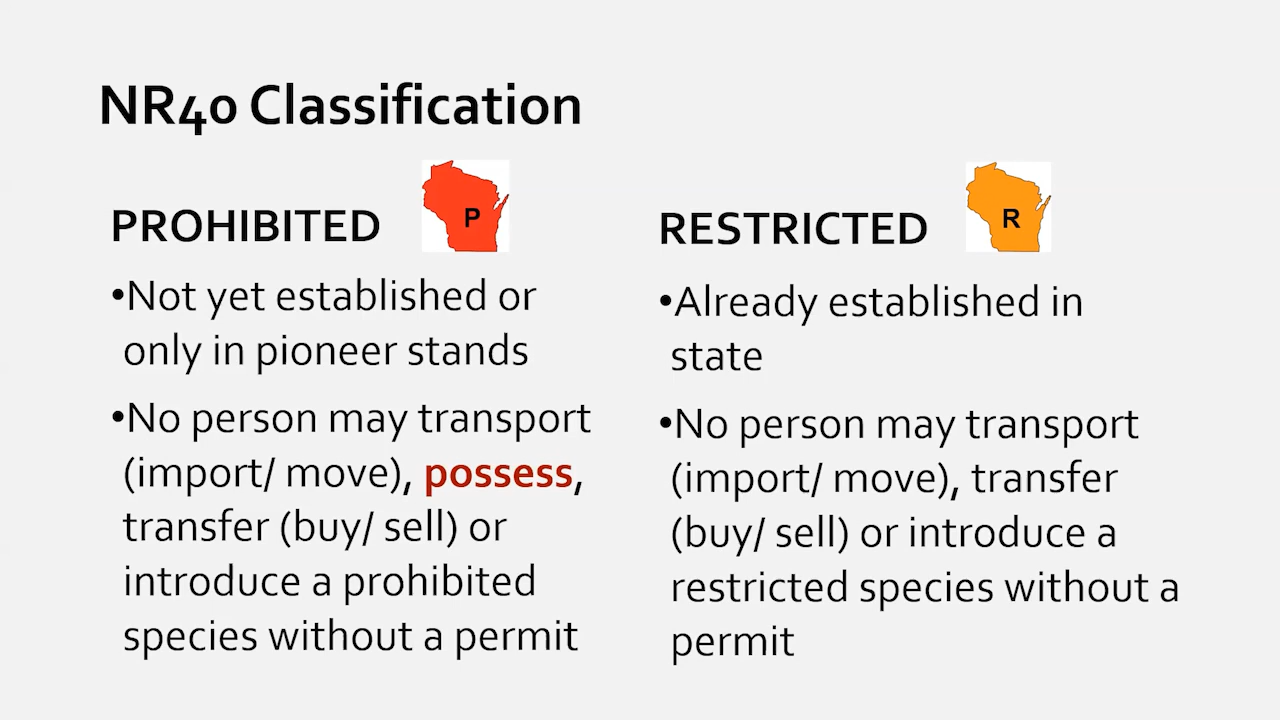 NR40 Classification
PROHIBITED
P
•Not yet established or
only in pioneer stands
•No person may transport
(import/ move), possess,
transfer (buy/ sell) or
introduce a prohibited
species without a permit
RESTRICTED
R
•Already established in
state
•No person may transport
(import/ move), transfer
(buy/ sell) or introduce a
restricted species without a
permit